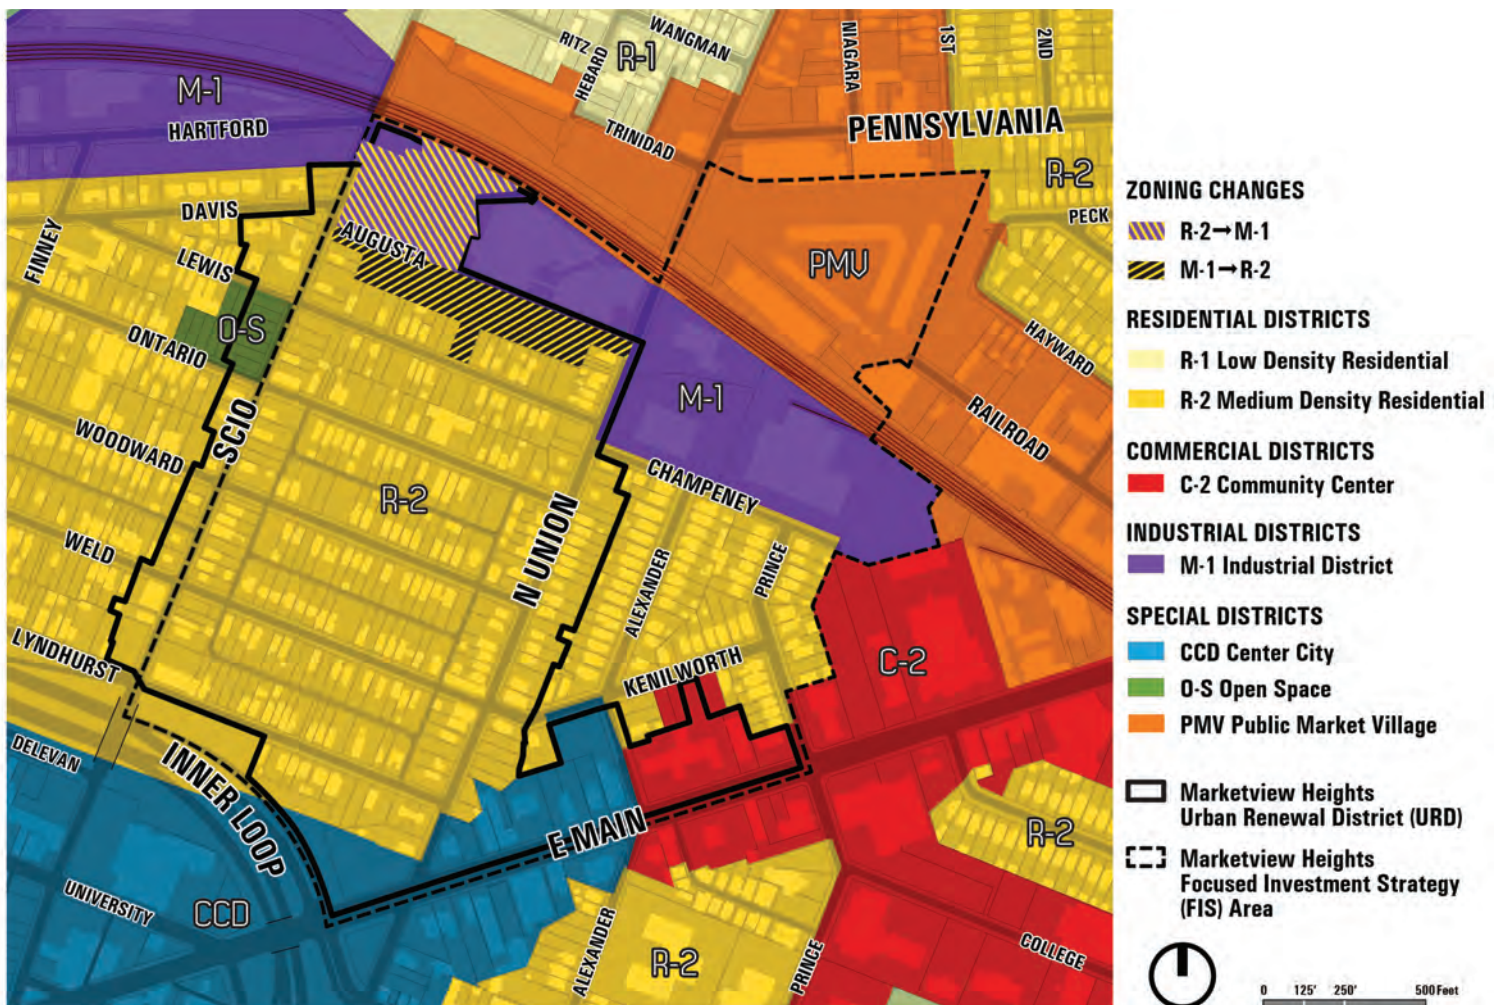 WANGMAN
RITZ
R-1
HEBARD
NIAGARA
1ST
2ND
M-1
HARTFORD
TRINIDAD
PENNSYLVANIA
R-2
DAVIS
PECK
AUGUSTA
FINNEY
LEWIS
PMV
O-S
ONTARIO
HAYWARD
M-1
SCIO
RAILROAD
WOODWARD
CHAMPENEY
R-2
N UNION
WELD
ALEXANDER
PRINCE
LYNDHURST
KENILWORTH
C-2
DELEVAN
INNER LOOP
E MAIN
R-2
UNIVERSITY
CCD
ALEXANDER
R-2
PRINCE
COLLEGE
ZONING CHANGES
R-2→M-1
M-1→R-2
RESIDENTIAL DISTRICTS
R-1 Low Density Residential
R-2 Medium Density Residential
COMMERCIAL DISTRICTS
C-2 Community Center
INDUSTRIAL DISTRICTS
M-1 Industrial District
SPECIAL DISTRICTS
CCD Center City
O-S Open Space
PMV Public Market Village
Marketview Heights
Urban Renewal District (URD)
Marketview Heights
Focused Investment Strategy
(FIS) Area
0 125' 250' 500 Feet